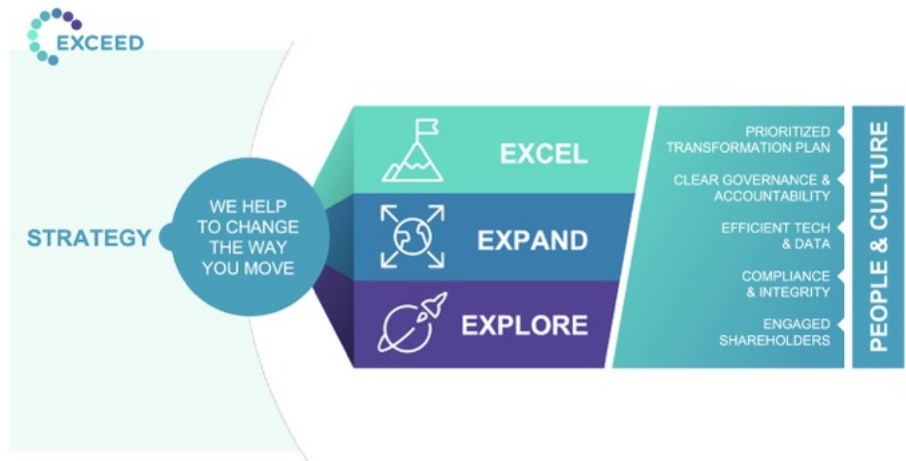 EXCEED
STRATEGY
WE HELP
TO CHANGE
THE WAY
YOU MOVE
EXCEL
EXPAND
EXPLORE
PRIORITIZED
TRANSFORMATION PLAN
CLEAR GOVERNANCE &
ACCOUNTABILITY
EFFICIENT TECH
& DATA
COMPLIANCE
& INTEGRITY
ENGAGED
SHAREHOLDERS
PEOPLE & CULTURE